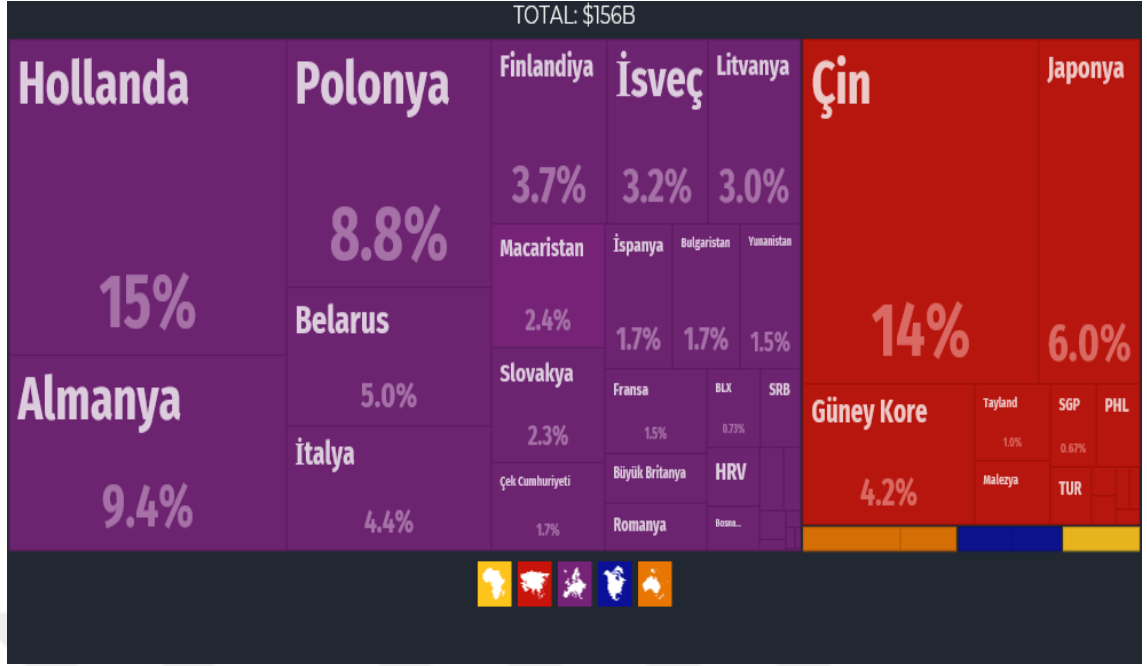 TOTAL: $156B
Hollanda
15%
Almanya
9.4%
Polonya
8.8%
Belarus
5.0%
İtalya
4.4%
Finlandiya
3.7%
İsveç
3.2%
Litvanya
3.0%
Macaristan
2.4%
Slovakya
2.3%
Çek Cumhuriyeti
1.7%
İspanya
1.7%
Bulgaristan
1.7%
Yunanistan
1.5%
Fransa
1.5%
Büyük Britanya
Romanya
BLX
0.73%
SRB
HRV
Bosna...
Çin
14%
Japonya
6.0%
Güney Kore
4.2%
Tayland
1.0%
Malezya
SGP
0.67%
PHL
TUR